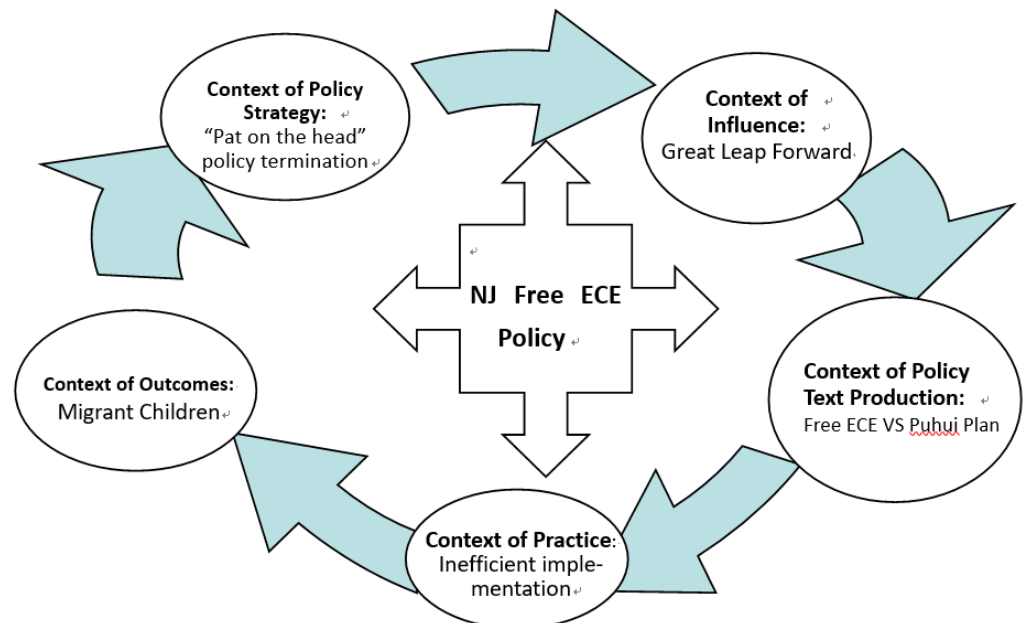 Context of Policy
Strategy:
“Pat on the head”
policy termination
Context of
Influence:
Great Leap Forward
NJ Free ECE
Policy
Context of Policy
Text Production:
Free ECE VS Puhui Plan
Context of Outcomes:
Migrant Children
Context of Practice:
Inefficient imple-
mentation